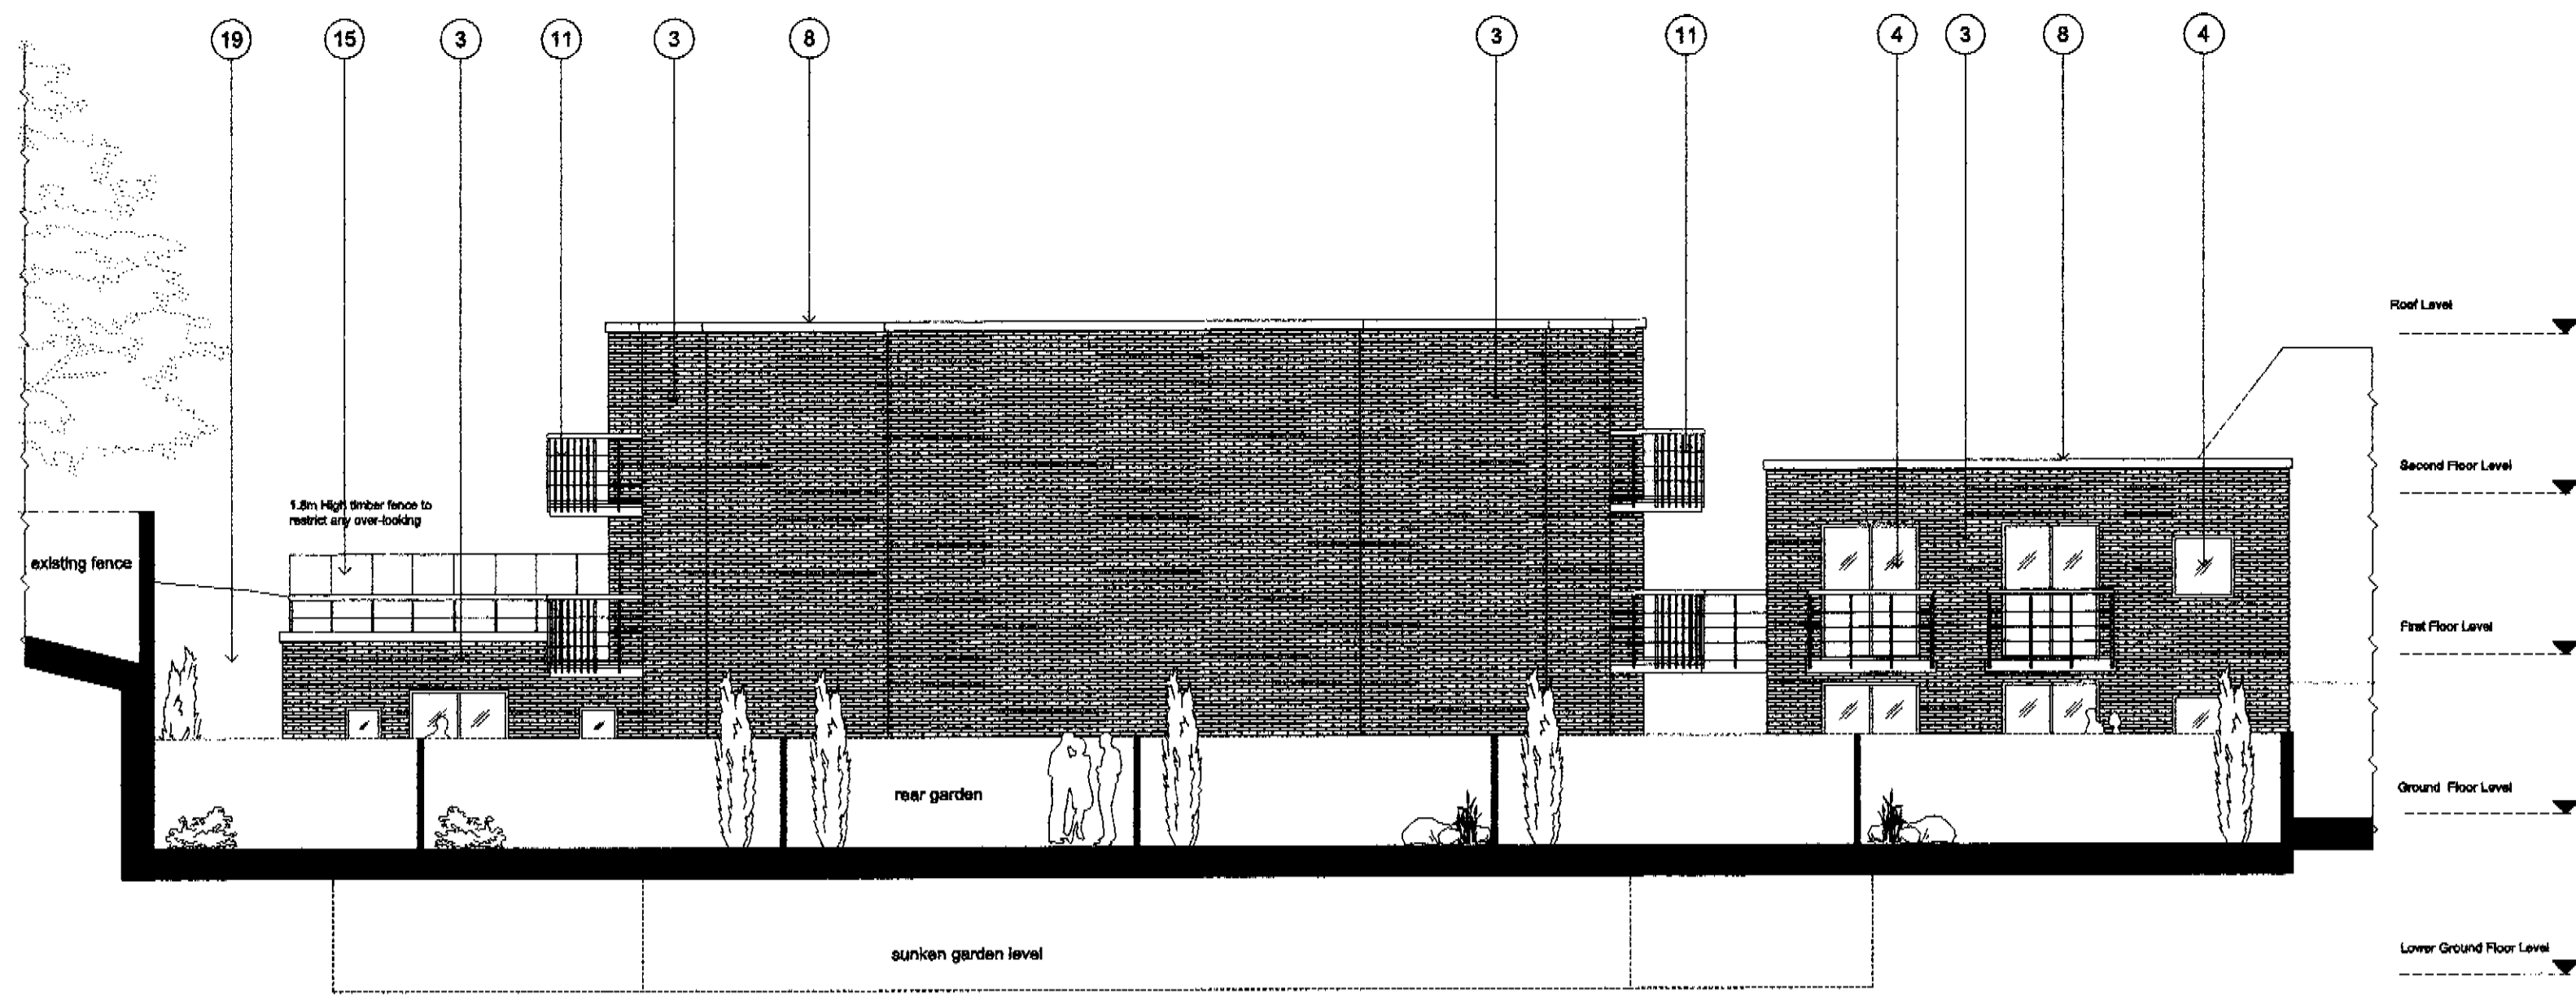 19 15 3 11 3 8 3 11 4 3 8 4
Roof Level
Second Floor Level
1.8m High timber fence to
restrict any over-looking
existing fence
First Floor Level
Ground Floor Level
rear garden
Lower Ground Floor Level
sunken garden level